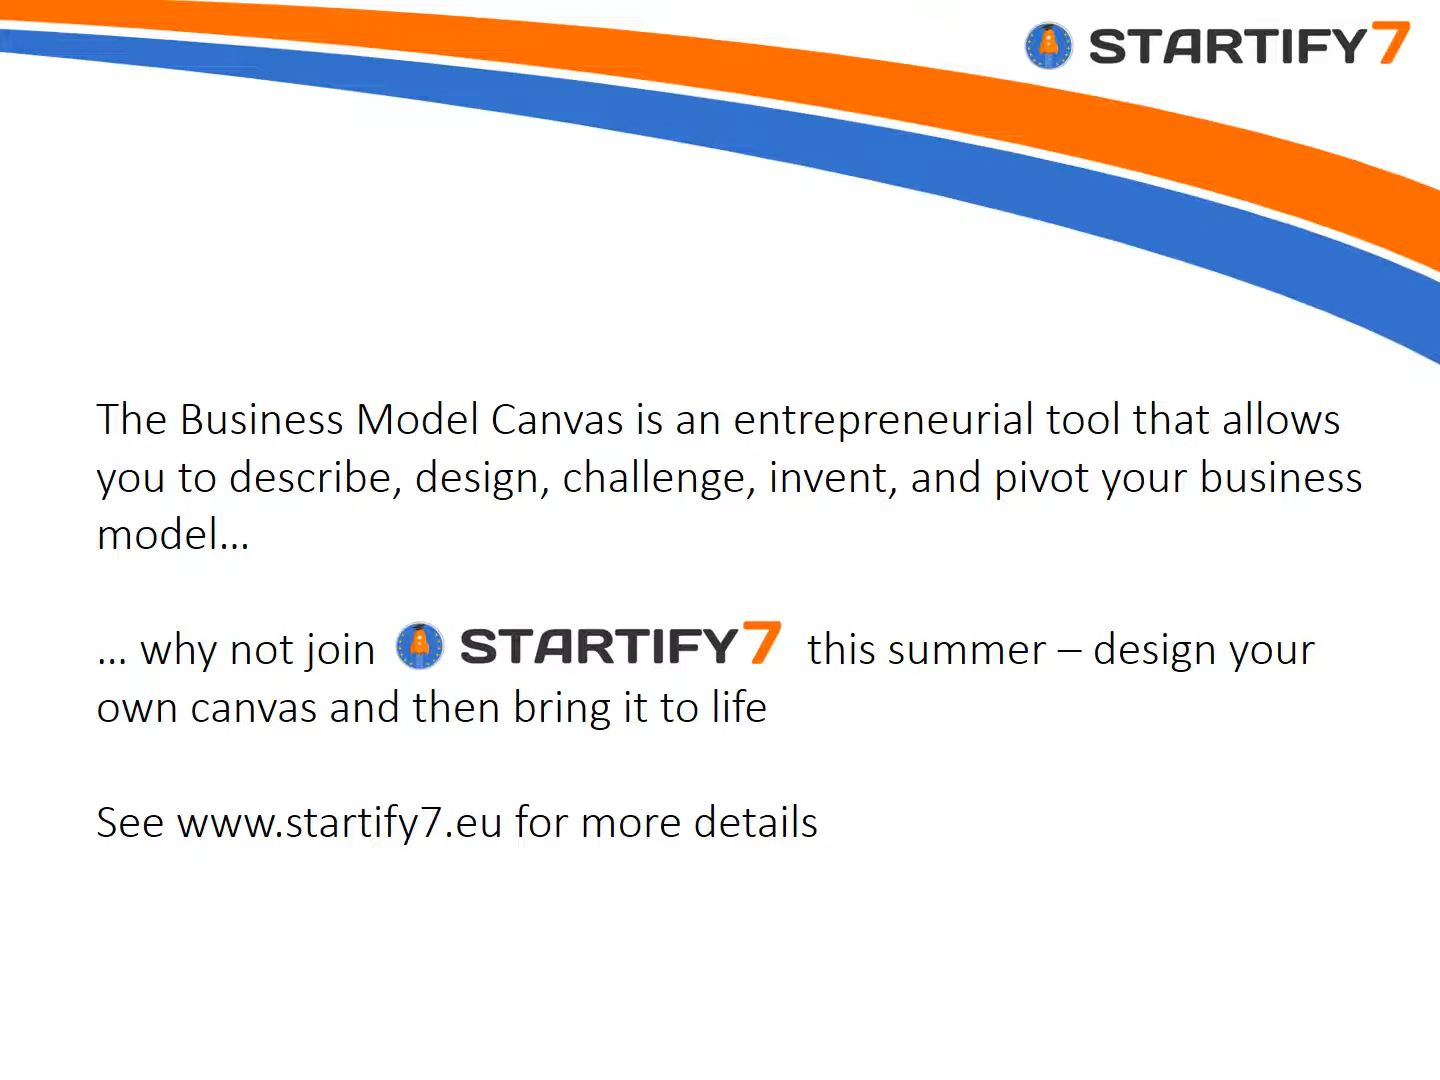 STARTIFY7
The Business Model Canvas is an entrepreneurial tool that allows
you to describe, design, challenge, invent, and pivot your business
model...
... why not join STARTIFY7 this summer – design your
own canvas and then bring it to life
See www.startify7.eu for more details